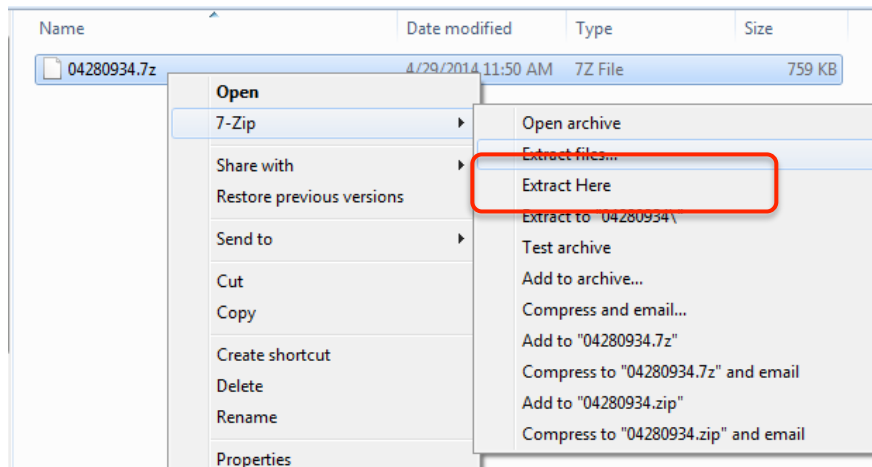 Name Date modified Type Size
04280934.7z 4/29/2014 11:50 AM 7Z File 759 KB
Open
7-Zip
Share with
Restore previous versions
Send to
Cut
Copy
Create shortcut
Delete
Rename
Properties
Open archive
Extract files...
Extract Here
Extract to "04280934\"
Test archive
Add to archive...
Compress and email...
Add to "04280934.7z"
Compress to "04280934.7z" and email
Add to "04280934.zip"
Compress to "04280934.zip" and email